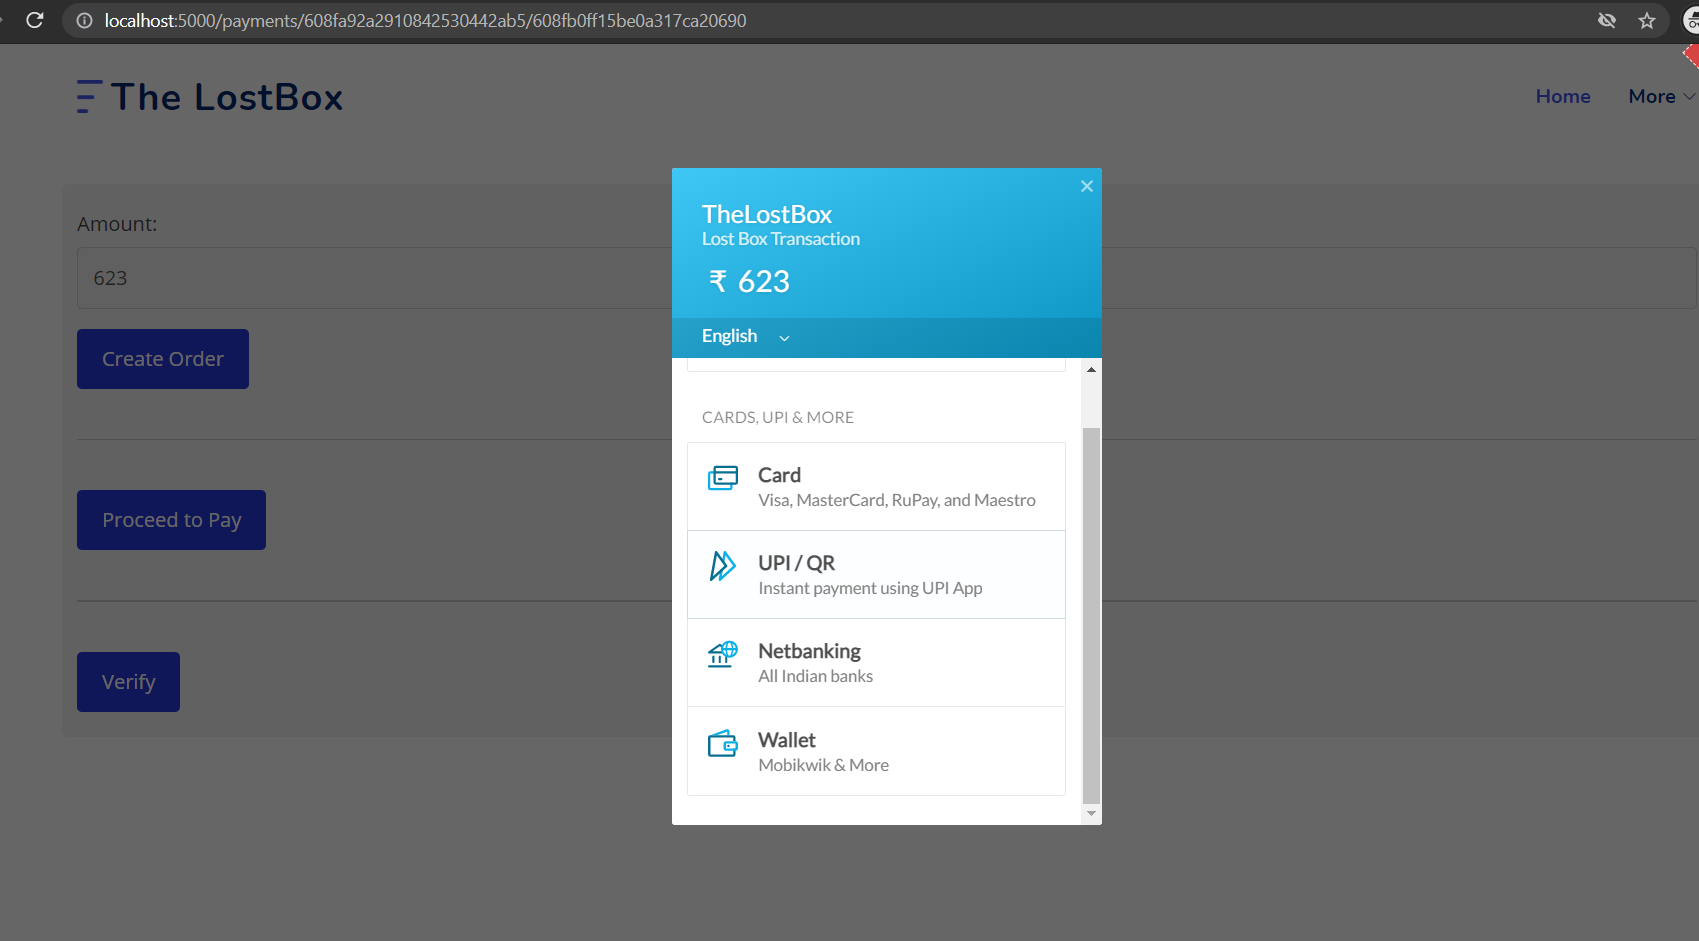 localhost:5000/payments/608fa92a2910842530442ab5/608fb0ff15be0a317ca20690
The LostBox
Home
More
Amount:
623
Create Order
Proceed to Pay
Verify
TheLostBox
Lost Box Transaction
₹ 623
English
CARDS, UPI & MORE
Card
Visa, MasterCard, RuPay, and Maestro
UPI / QR
Instant payment using UPI App
Netbanking
All Indian banks
Wallet
Mobikwik & More